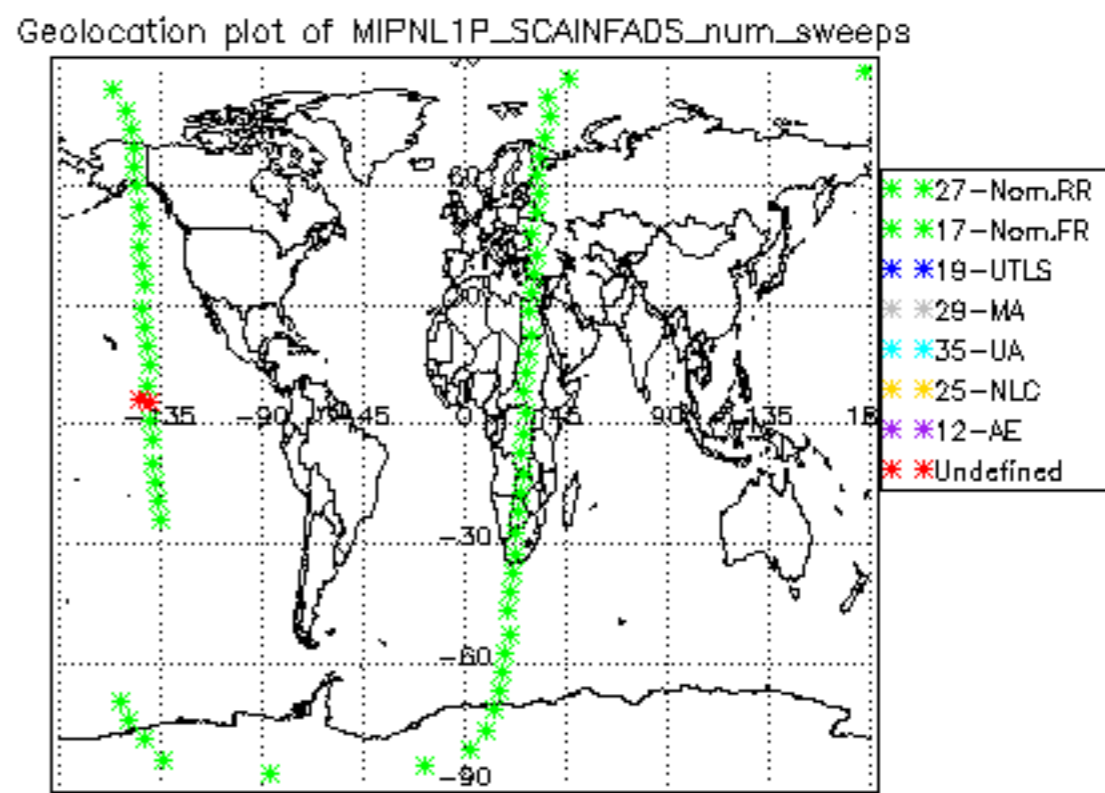 Geolocation plot of MIPNL1P_SCAINFADS_num_sweeps
27-Nom.RR
17-Nom.FR
19-UTLS
29-MA
35-UA
25-NLC
12-AE
Undefined
60
-90
-45
0
45
90
135
-30
-60
-90